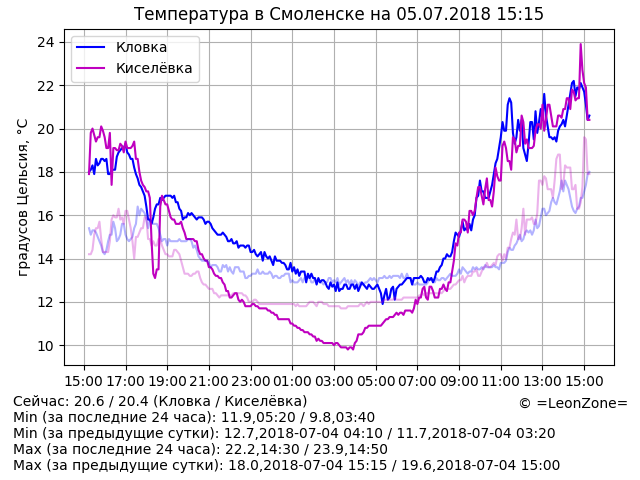 Температура в Смоленске на 05.07.2018 15:15
Кловка
Киселёвка
градусов Цельсия, °C
24
22
20
18
16
14
12
10
15:00 17:00 19:00 21:00 23:00 01:00 03:00 05:00 07:00 09:00 11:00 13:00 15:00
Сейчас: 20.6 / 20.4 (Кловка / Киселёвка)
© =LeonZone=
Min (за последние 24 часа): 11.9,05:20 / 9.8,03:40
Min (за предыдущие сутки): 12.7,2018-07-04 04:10 / 11.7,2018-07-04 03:20
Max (за последние 24 часа): 22.2,14:30 / 23.9,14:50
Max (за предыдущие сутки): 18.0,2018-07-04 15:15 / 19.6,2018-07-04 15:00